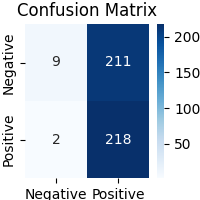 Confusion Matrix
Negative
9
211
Positive
2
218
Negative
Positive
200
150
100
50